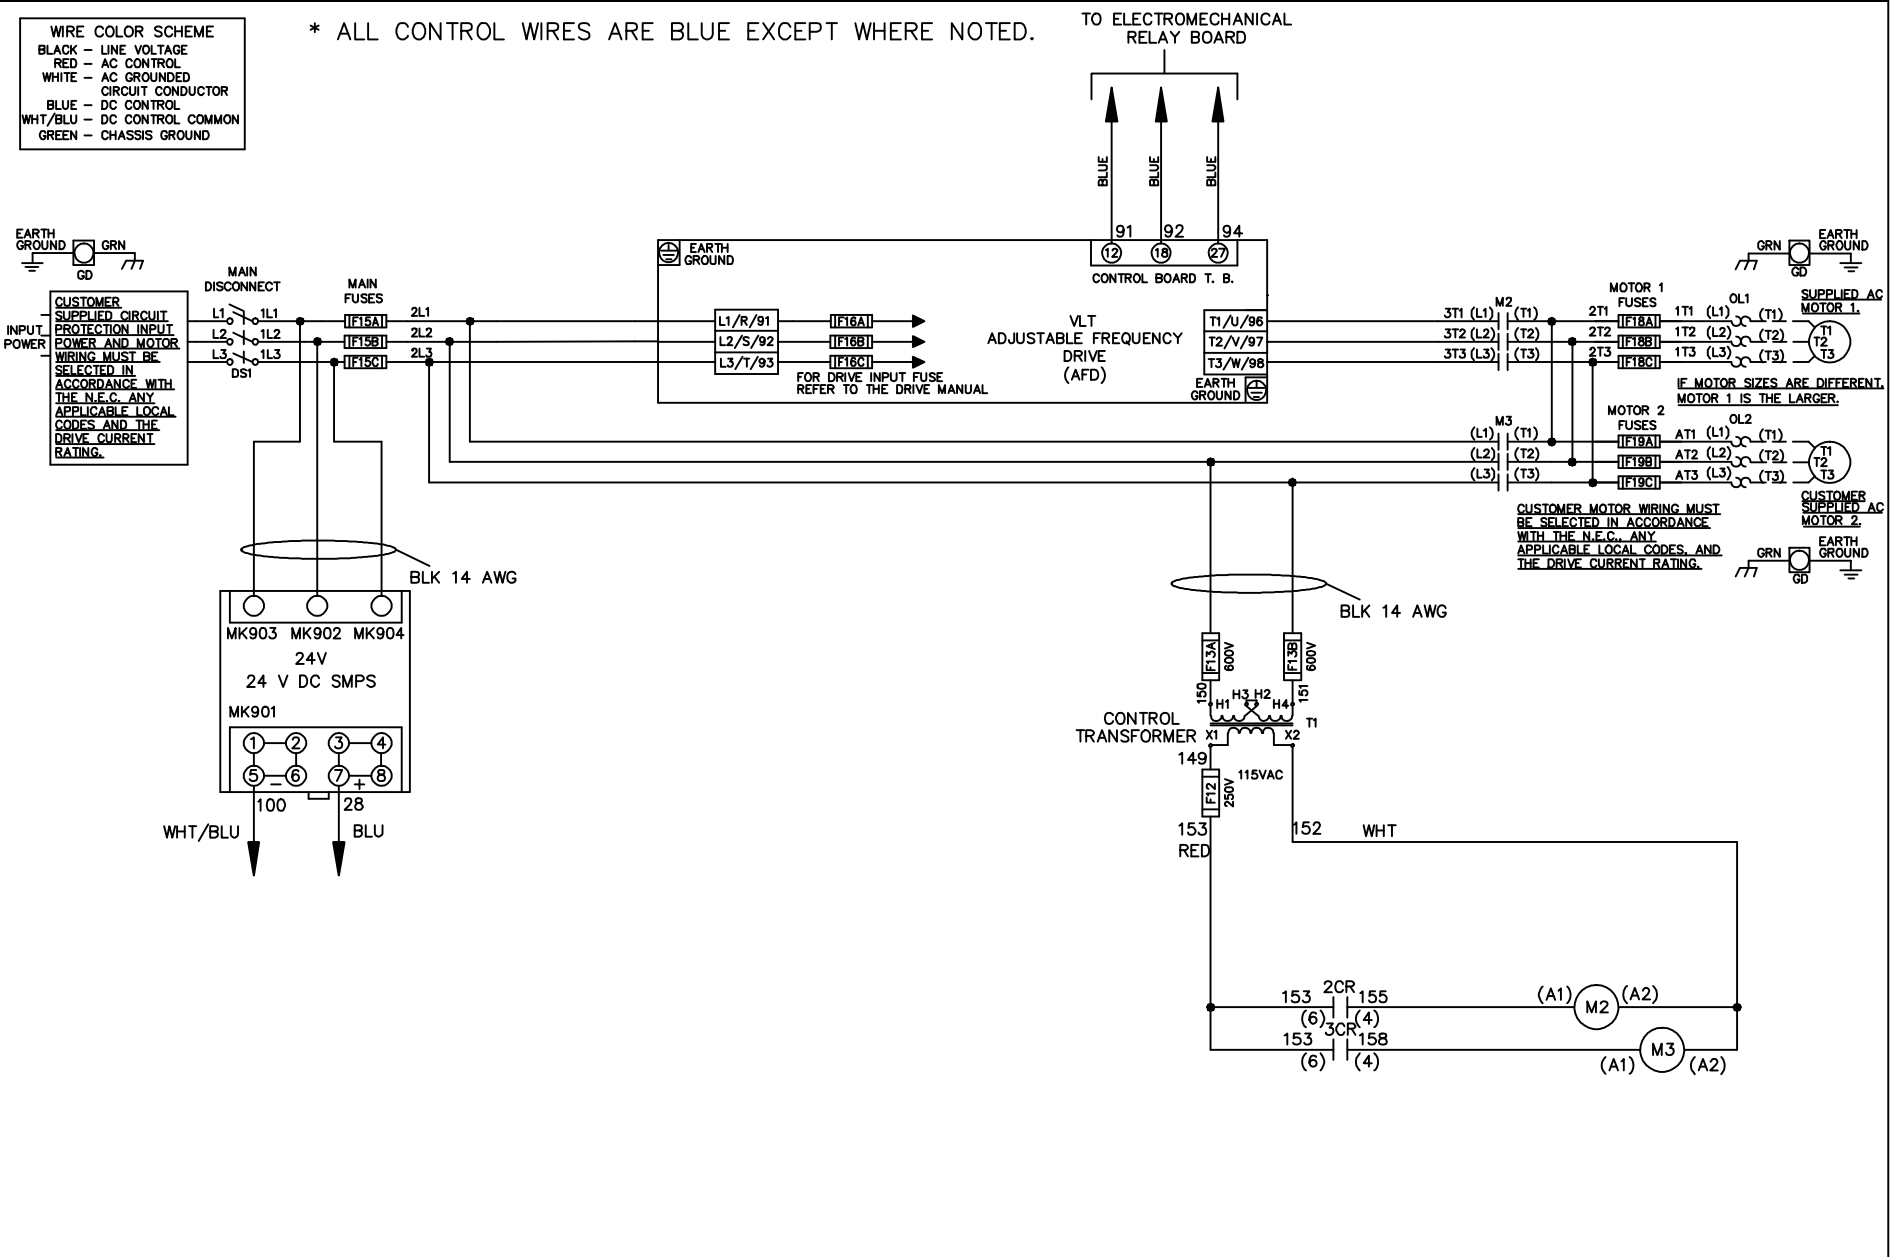 WIRE COLOR SCHEME
BLACK – LINE VOLTAGE
RED – AC CONTROL
WHITE – AC GROUNDED
CIRCUIT CONDUCTOR
BLUE – DC CONTROL
WHT/BLU – DC CONTROL COMMON
GREEN – CHASSIS GROUND
* ALL CONTROL WIRES ARE BLUE EXCEPT WHERE NOTED.
TO ELECTROMECHANICAL
RELAY BOARD
BLUE
BLUE
BLUE
91 92 94
12 18 27
CONTROL BOARD T. B.
EARTH
GROUND
GRN
GD
INPUT
POWER
CUSTOMER
SUPPLIED CIRCUIT
PROTECTION INPUT
POWER AND MOTOR
WIRING MUST BE
SELECTED IN
ACCORDANCE WITH
THE N.E.C. ANY
APPLICABLE LOCAL
CODES AND THE
DRIVE CURRENT
RATING.
MAIN
DISCONNECT
L1 1L1
L2 1L2
L3 1L3
DS1
MAIN
FUSES
F15A 2L1
F15B 2L2
F15C 2L3
EARTH
GROUND
L1/R/91 F16A
L2/S/92 F16B
L3/T/93 F16C
FOR DRIVE INPUT FUSE
REFER TO THE DRIVE MANUAL
VLT
ADJUSTABLE FREQUENCY
DRIVE
(AFD)
T1/U/96
T2/V/97
T3/W/98
EARTH
GROUND
M2
3T1 (L1) (T1)
3T2 (L2) (T2)
3T3 (L3) (T3)
MOTOR 1
FUSES
2T1 F18A 1T1 (L1) (T1)
2T2 F18B 1T2 (L2) (T2)
2T3 F18C 1T3 (L3) (T3)
OL1
GRN
GD
EARTH
GROUND
SUPPLIED AC
MOTOR 1.
T1
T2
T3
IF MOTOR SIZES ARE DIFFERENT,
MOTOR 1 IS THE LARGER.
M3
(L1) (T1)
(L2) (T2)
(L3) (T3)
MOTOR 2
FUSES
F19A AT1 (L1) (T1)
F19B AT2 (L2) (T2)
F19C AT3 (L3) (T3)
OL2
T1
T2
T3
CUSTOMER
SUPPLIED AC
MOTOR 2.
CUSTOMER MOTOR WIRING MUST
BE SELECTED IN ACCORDANCE
WITH THE N.E.C., ANY
APPLICABLE LOCAL CODES, AND
THE DRIVE CURRENT RATING.
GRN
GD
EARTH
GROUND
BLK 14 AWG
MK903 MK902 MK904
24V
24 V DC SMPS
MK901
1 2 3 4
5 – 6 7 + 8
100 28
WHT/BLU BLU
BLK 14 AWG
F13A 600V
F13B 600V
150 151
H1 H3 H2 H4
T1
CONTROL
TRANSFORMER
X1 X2
149
115VAC
F12 250V
153 152 WHT
RED
2CR
153 155 (A1) M2 (A2)
(6) (4)
3CR
153 158 M3
(6) (4) (A1) (A2)